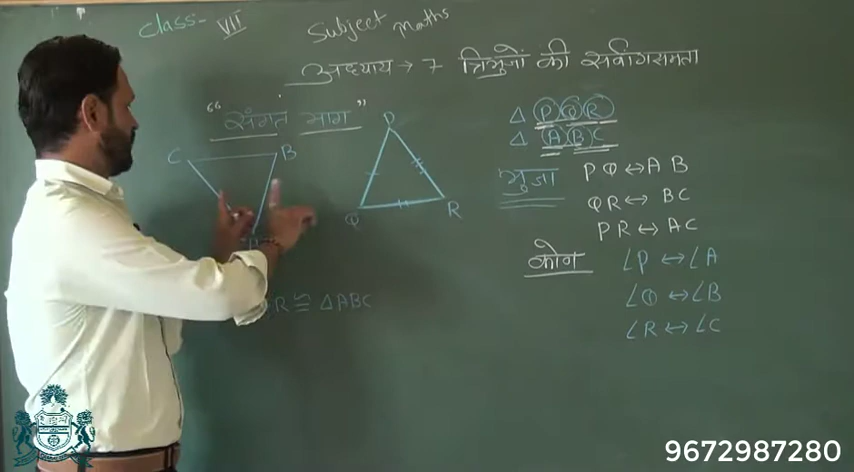 Class- VII
Subject maths
अध्याय → 7 त्रिभुजों की सर्वांगसमता
"संगत भाग"
C B
P
Q R
R ≅ ΔABC
Δ PQR
Δ ABC
भुजा PQ ↔ AB
QR ↔ BC
PR ↔ AC
कोण ∠P ↔ ∠A
∠Q ↔ ∠B
∠R ↔ ∠C
9672987280